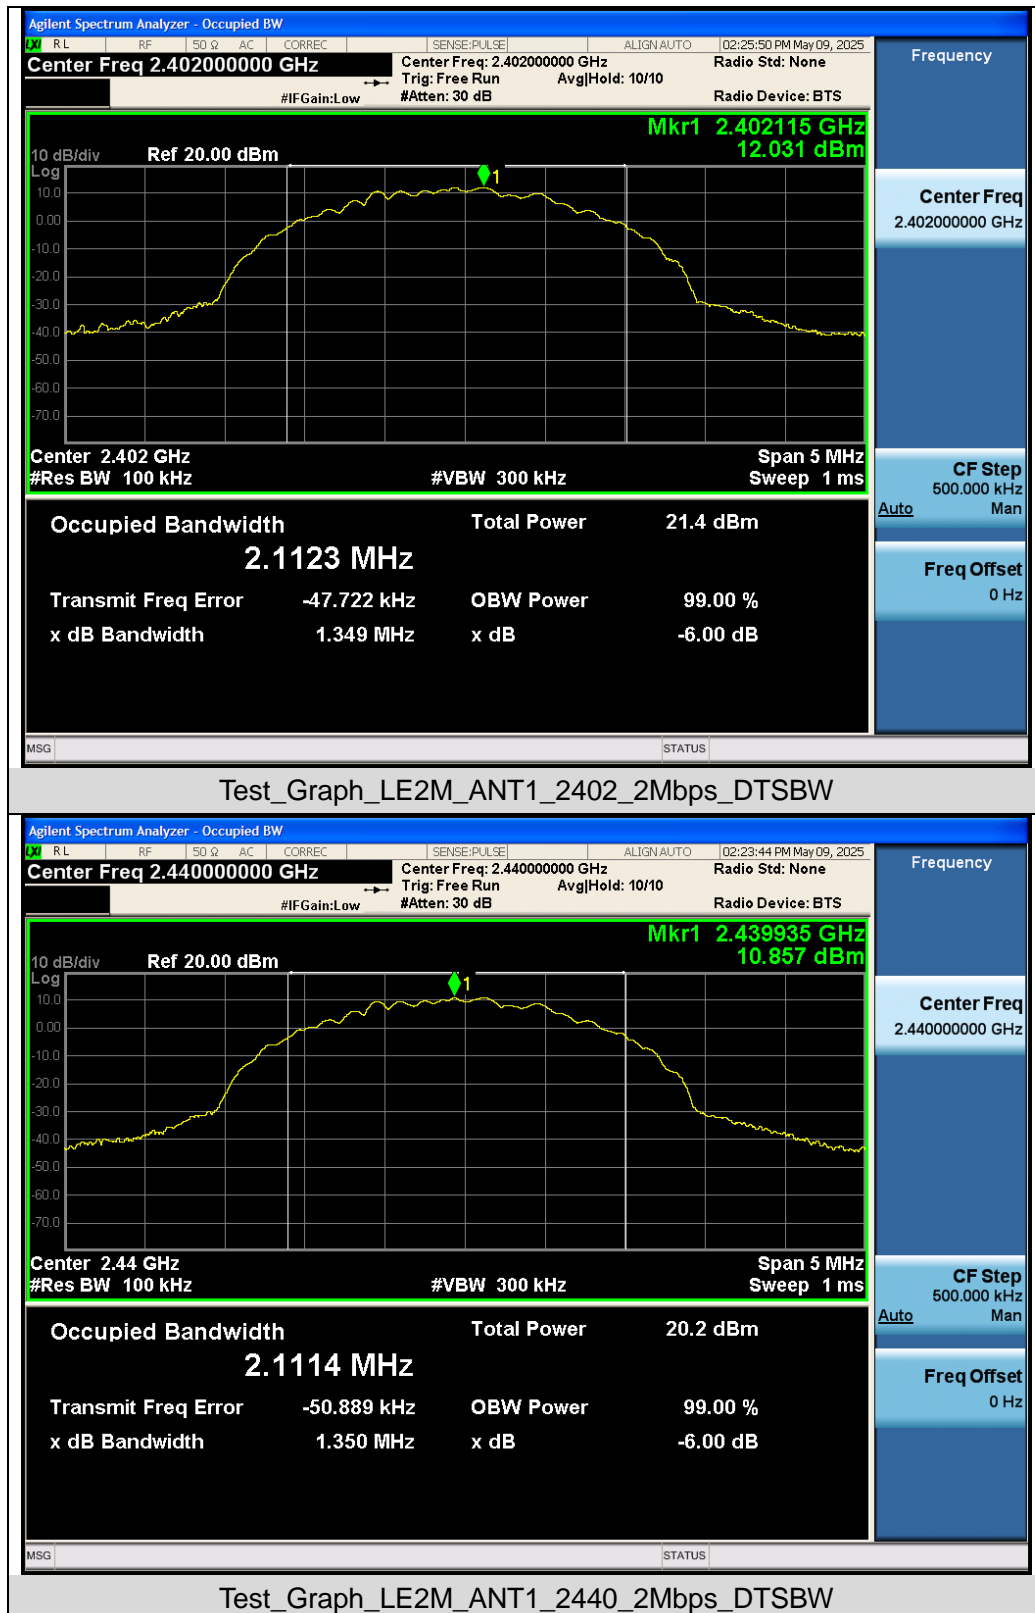 Agilent Spectrum Analyzer - Occupied BW
LXI RL RF 50 Ω AC CORREC SENSE:PULSE ALIGN AUTO 02:25:50 PM May 09, 2025
Center Freq 2.402000000 GHz
Center Freq: 2.402000000 GHz Radio Std: None
Trig: Free Run Avg|Hold: 10/10
#IFGain:Low #Atten: 30 dB Radio Device: BTS
Frequency
Mkr1 2.402115 GHz
12.031 dBm
10 dB/div Ref 20.00 dBm
Log
1
10.0
0.00
-10.0
-20.0
-30.0
-40.0
-50.0
-60.0
-70.0
Center 2.402 GHz Span 5 MHz
#Res BW 100 kHz #VBW 300 kHz Sweep 1 ms
Center Freq
2.402000000 GHz
CF Step
500.000 kHz
Auto Man
Freq Offset
0 Hz
Occupied Bandwidth Total Power 21.4 dBm
2.1123 MHz
Transmit Freq Error -47.722 kHz OBW Power 99.00 %
x dB Bandwidth 1.349 MHz x dB -6.00 dB
MSG STATUS
Test_Graph_LE2M_ANT1_2402_2Mbps_DTSBW
Agilent Spectrum Analyzer - Occupied BW
LXI RL RF 50 Ω AC CORREC SENSE:PULSE ALIGN AUTO 02:23:44 PM May 09, 2025
Center Freq 2.440000000 GHz
Center Freq: 2.440000000 GHz Radio Std: None
Trig: Free Run Avg|Hold: 10/10
#IFGain:Low #Atten: 30 dB Radio Device: BTS
Frequency
Mkr1 2.439935 GHz
10.857 dBm
10 dB/div Ref 20.00 dBm
Log
1
10.0
0.00
-10.0
-20.0
-30.0
-40.0
-50.0
-60.0
-70.0
Center 2.44 GHz Span 5 MHz
#Res BW 100 kHz #VBW 300 kHz Sweep 1 ms
Center Freq
2.440000000 GHz
CF Step
500.000 kHz
Auto Man
Freq Offset
0 Hz
Occupied Bandwidth Total Power 20.2 dBm
2.1114 MHz
Transmit Freq Error -50.889 kHz OBW Power 99.00 %
x dB Bandwidth 1.350 MHz x dB -6.00 dB
MSG STATUS
Test_Graph_LE2M_ANT1_2440_2Mbps_DTSBW